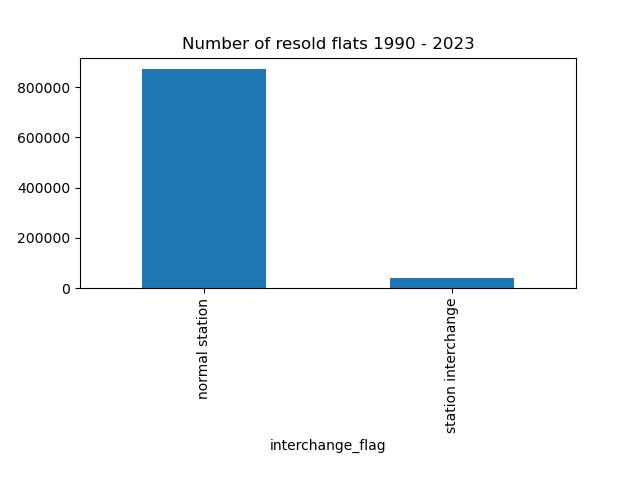 Number of resold flats 1990 - 2023
800000
600000
400000
200000
0
normal station
station interchange
interchange_flag